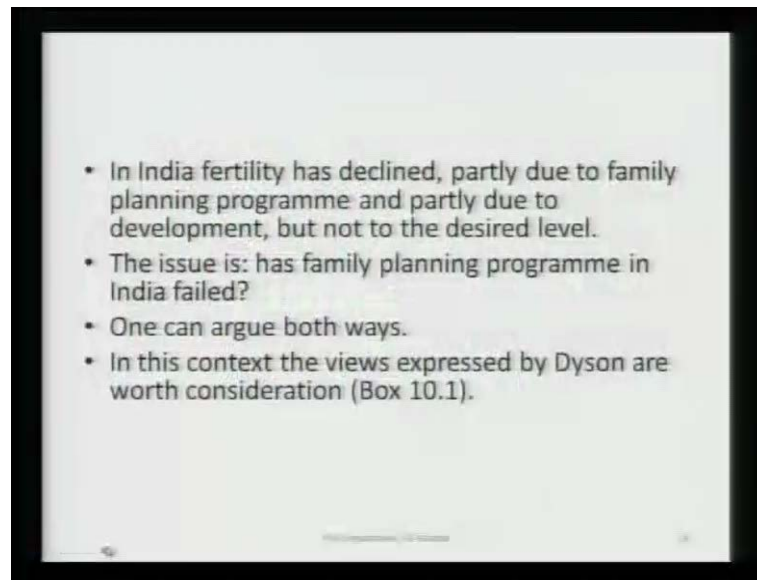 • In India fertility has declined, partly due to family
planning programme and partly due to
development, but not to the desired level.
• The issue is: has family planning programme in
India failed?
• One can argue both ways.
• In this context the views expressed by Dyson are
worth consideration (Box 10.1).